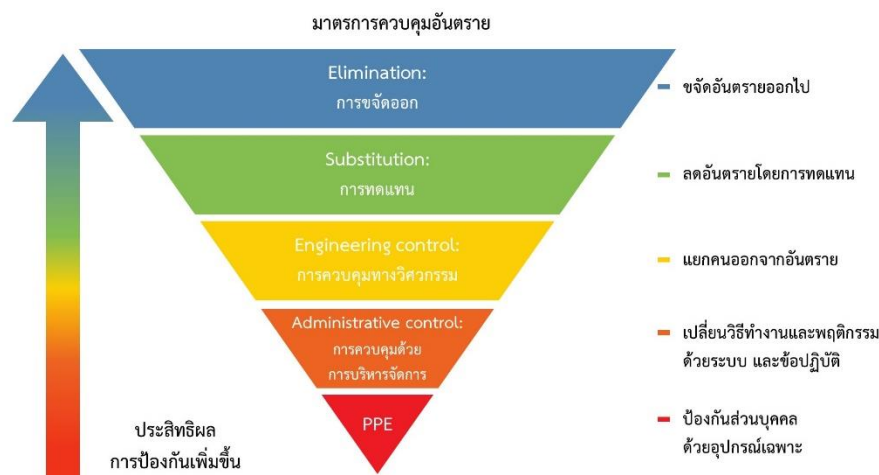 มาตรการควบคุมอันตราย
Elimination:
การขจัดออก
ขจัดอันตรายออกไป
Substitution:
การทดแทน
ลดอันตรายโดยการทดแทน
Engineering control:
การควบคุมทางวิศวกรรม
แยกคนออกจากอันตราย
Administrative control:
การควบคุมด้วย
การบริหารจัดการ
เปลี่ยนวิธีทำงานและพฤติกรรม
ด้วยระบบ และข้อปฏิบัติ
PPE
ป้องกันส่วนบุคคล
ด้วยอุปกรณ์เฉพาะ
ประสิทธิผล
การป้องกันเพิ่มขึ้น